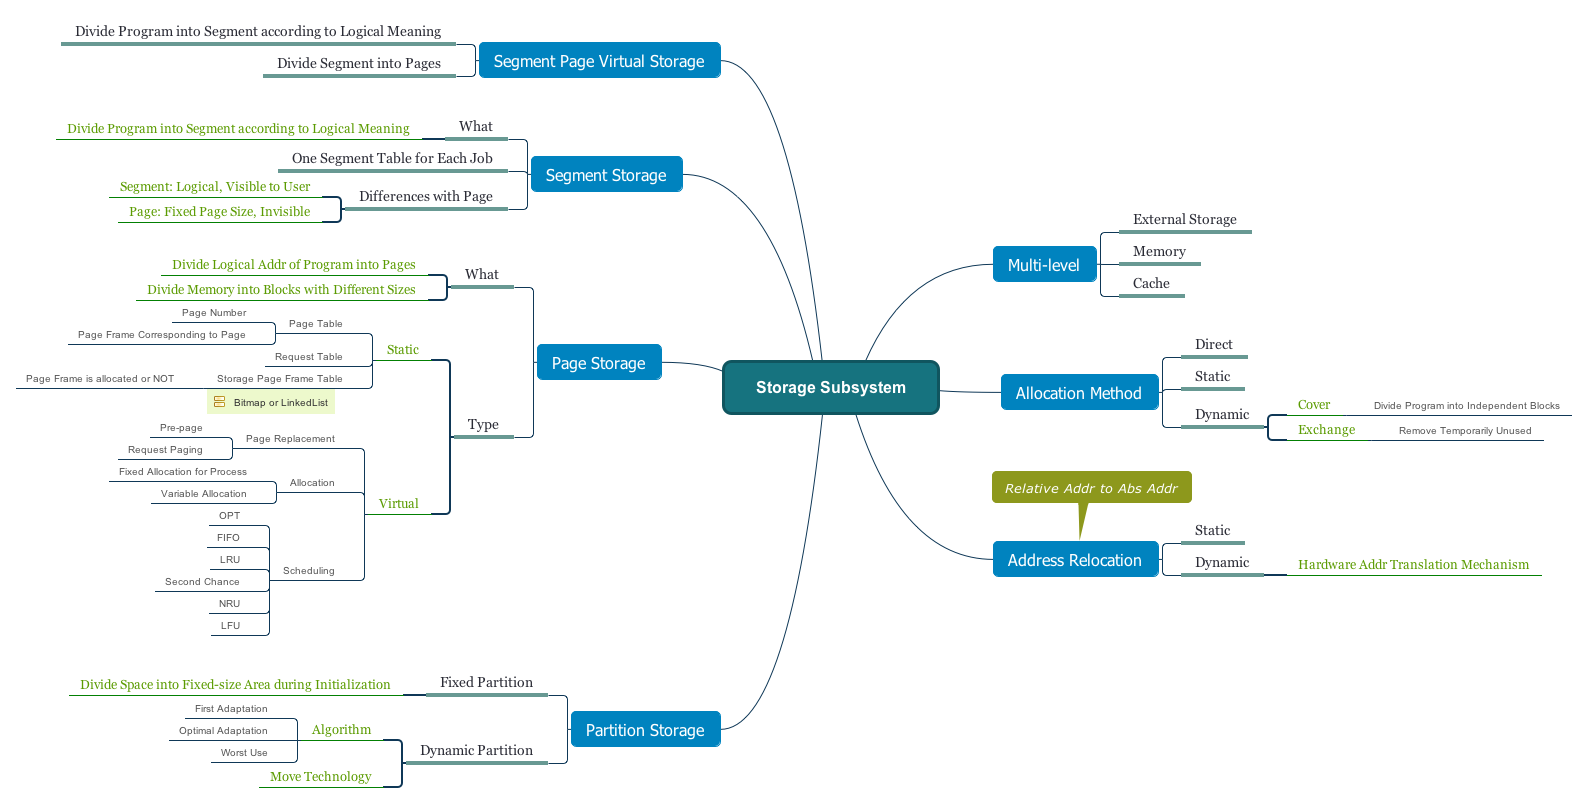 Storage Subsystem
Segment Page Virtual Storage
Divide Program into Segment according to Logical Meaning
Divide Segment into Pages
Segment Storage
What
Divide Program into Segment according to Logical Meaning
One Segment Table for Each Job
Differences with Page
Segment: Logical, Visible to User
Page: Fixed Page Size, Invisible
Page Storage
What
Divide Logical Addr of Program into Pages
Divide Memory into Blocks with Different Sizes
Type
Static
Page Table
Page Number
Page Frame Corresponding to Page
Request Table
Storage Page Frame Table
Page Frame is allocated or NOT
Bitmap or LinkedList
Virtual
Page Replacement
Pre-page
Request Paging
Allocation
Fixed Allocation for Process
Variable Allocation
Scheduling
OPT
FIFO
LRU
Second Chance
NRU
LFU
Partition Storage
Fixed Partition
Divide Space into Fixed-size Area during Initialization
Dynamic Partition
Algorithm
First Adaptation
Optimal Adaptation
Worst Use
Move Technology
Multi-level
External Storage
Memory
Cache
Allocation Method
Direct
Static
Dynamic
Cover
Divide Program into Independent Blocks
Exchange
Remove Temporarily Unused
Relative Addr to Abs Addr
Address Relocation
Static
Dynamic
Hardware Addr Translation Mechanism